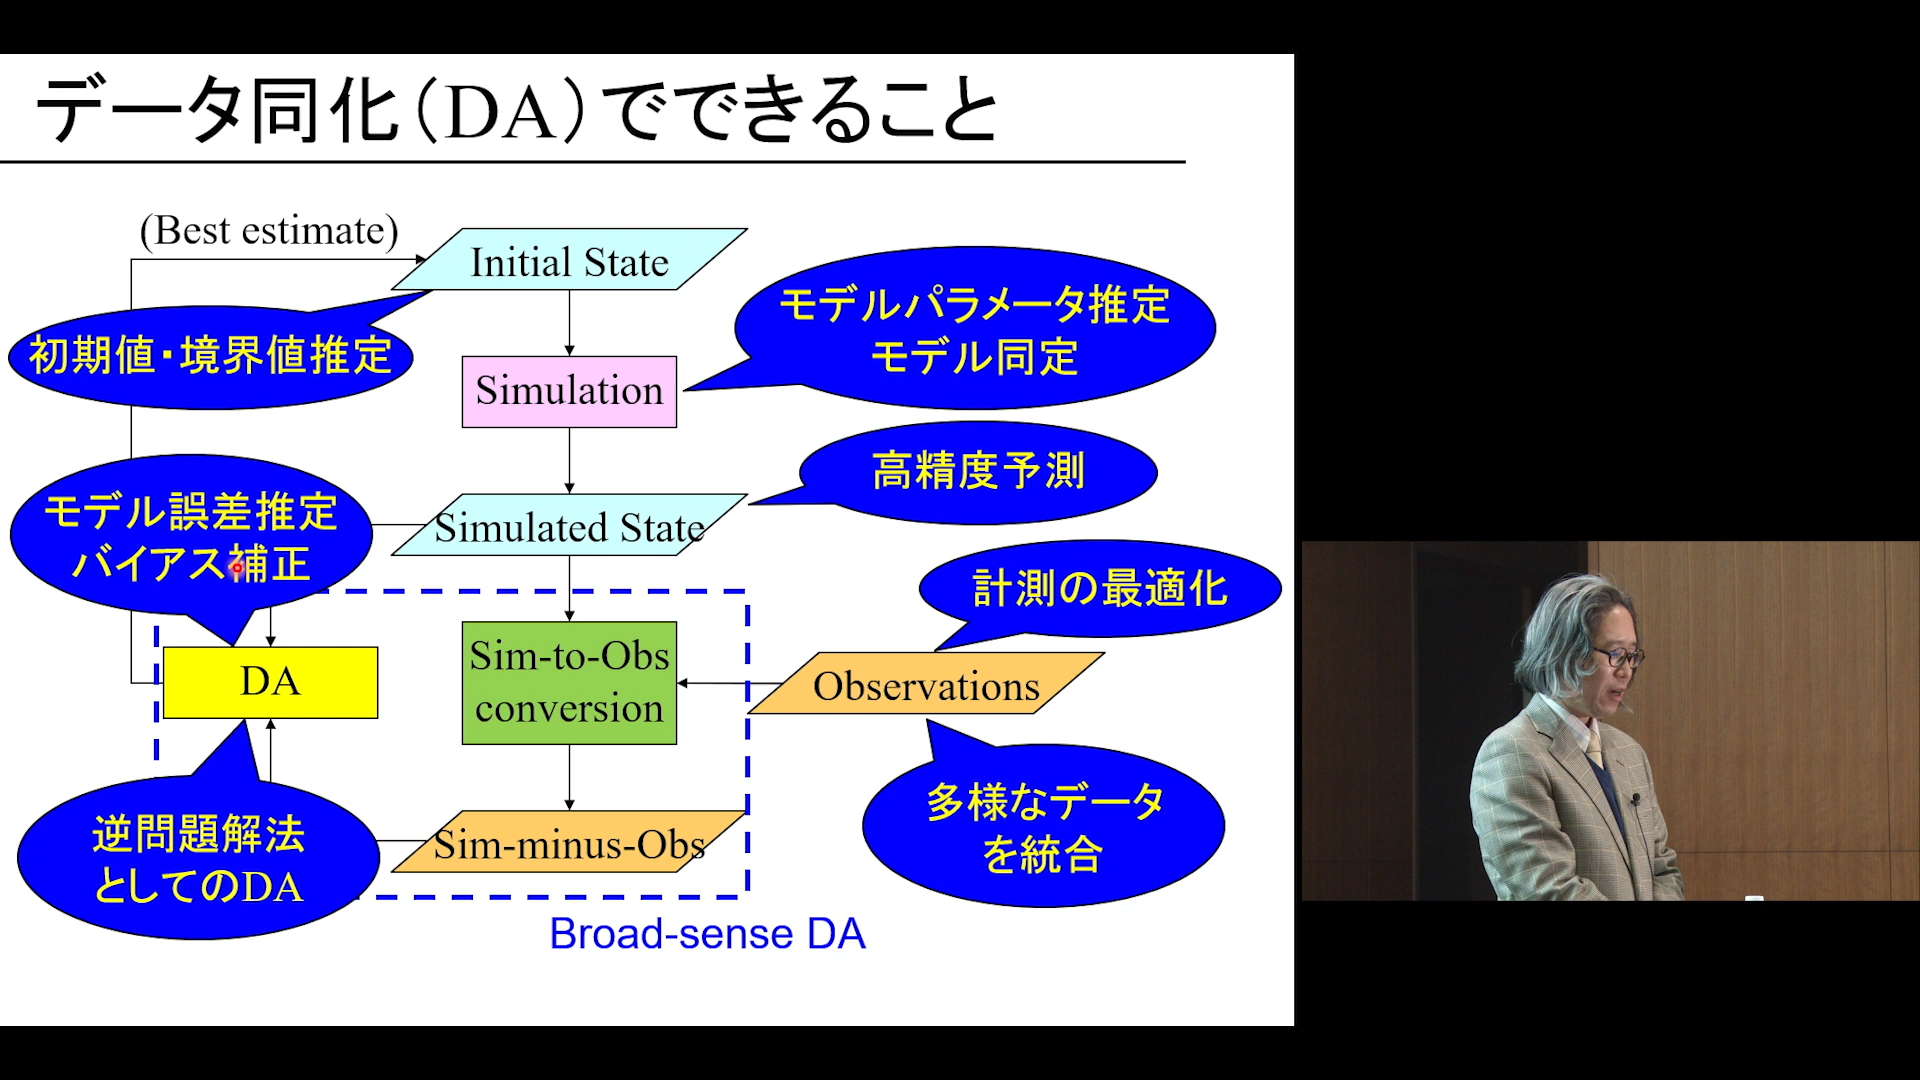 データ同化（DA）でできること
(Best estimate)
Initial State
初期値・境界値推定
モデルパラメータ推定
モデル同定
Simulation
高精度予測
モデル誤差推定
バイアス補正
Simulated State
計測の最適化
DA
Sim-to-Obs
conversion
Observations
逆問題解法
としてのDA
Sim-minus-Obs
多様なデータ
を統合
Broad-sense DA